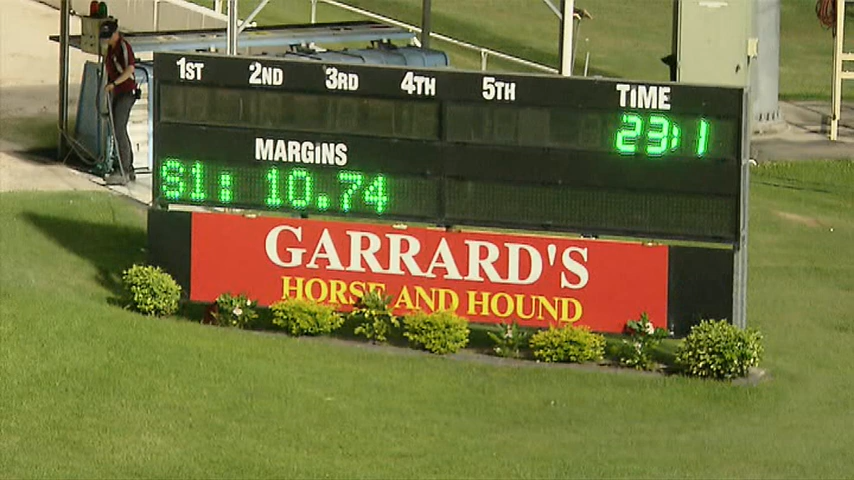 1ST 2ND 3RD 4TH 5TH TIME
23:1
MARGINS
S1: 10.74
GARRARD'S
HORSE AND HOUND